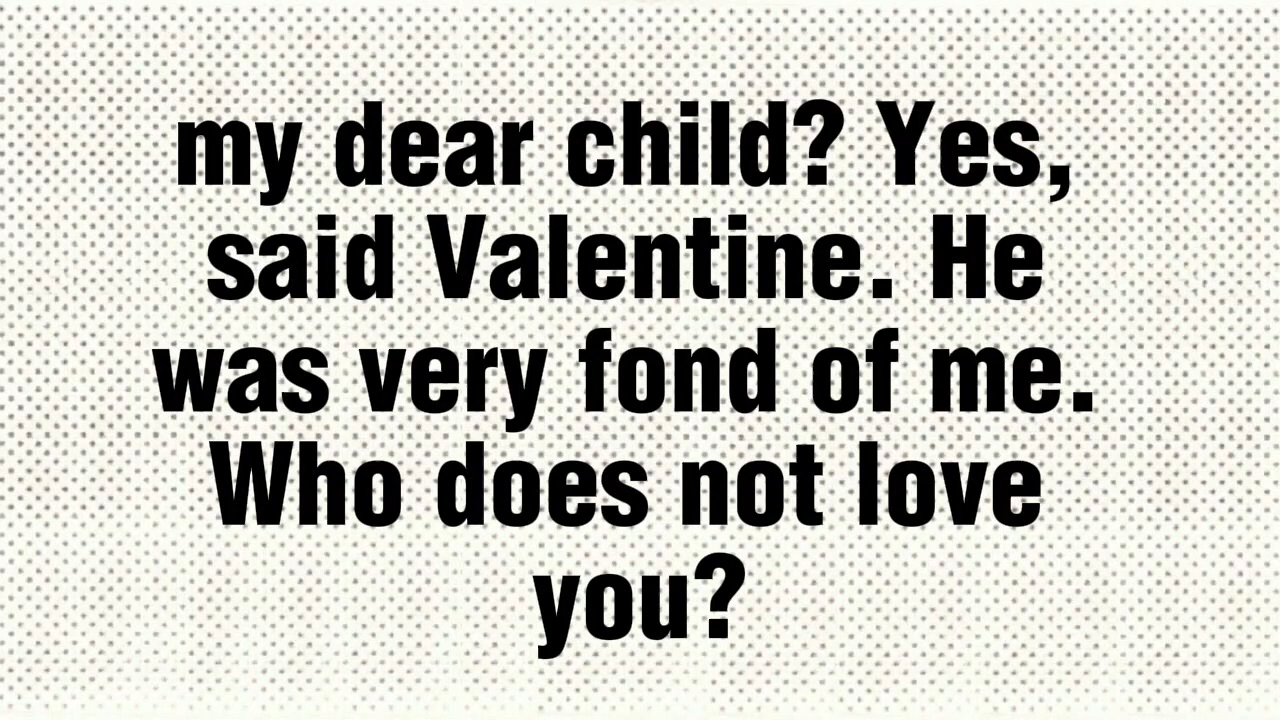 my dear child? Yes,
said Valentine. He
was very fond of me.
Who does not love
you?